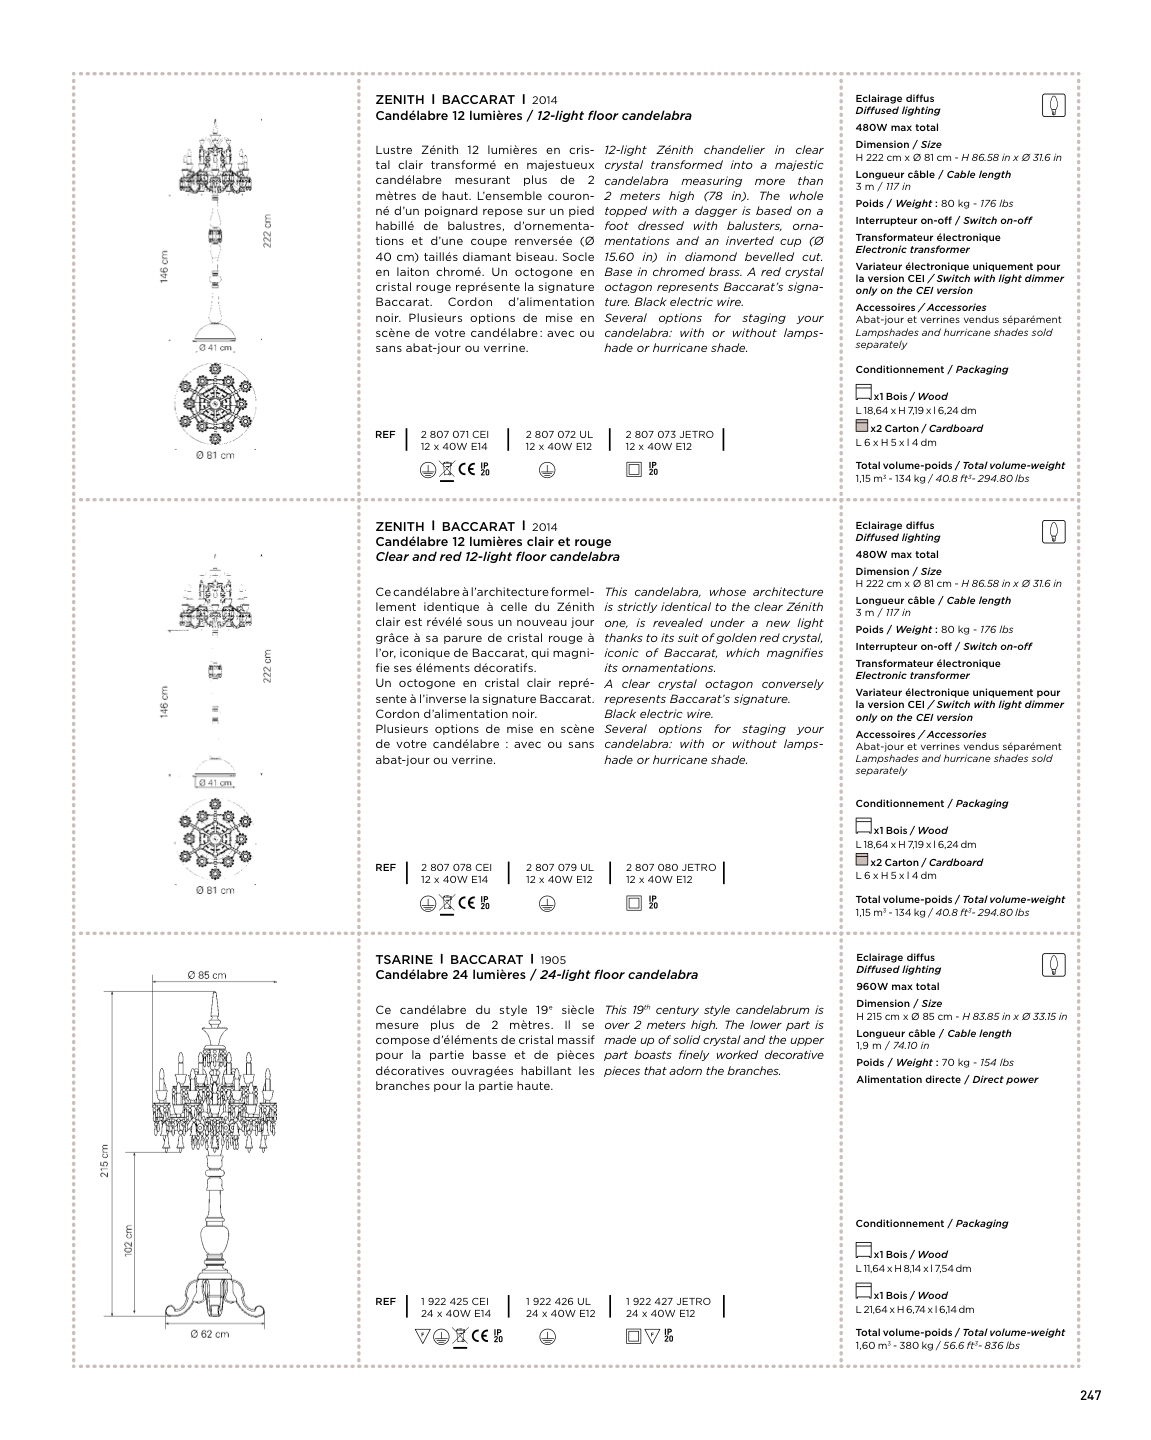 222 cm
146 cm
Ø 41 cm
Ø 81 cm
ZENITH I BACCARAT I 2014
Candélabre 12 lumières / 12-light floor candelabra
Lustre Zénith 12 lumières en cris-
tal clair transformé en majestueux
candélabre mesurant plus de 2
mètres de haut. L'ensemble couron-
né d'un poignard repose sur un pied
habillé de balustres, d'ornementa-
tions et d'une coupe renversée (Ø
40 cm) taillés diamant biseau. Socle
en laiton chromé. Un octogone en
cristal rouge représente la signature
Baccarat. Cordon d'alimentation
noir. Plusieurs options de mise en
scène de votre candélabre : avec ou
sans abat-jour ou verrine.
12-light Zénith chandelier in clear
crystal transformed into a majestic
candelabra measuring more than
2 meters high (78 in). The whole
topped with a dagger is based on a
foot dressed with balusters, orna-
mentations and an inverted cup (Ø
15.60 in) in diamond bevelled cut.
Base in chromed brass. A red crystal
octagon represents Baccarat's signa-
ture. Black electric wire.
Several options for staging your
candelabra: with or without lamps-
hade or hurricane shade.
REF
2 807 071 CEI
12 x 40W E14
2 807 072 UL
12 x 40W E12
2 807 073 JETRO
12 x 40W E12
CE IP 20
IP 20
Eclairage diffus
Diffused lighting
480W max total
Dimension / Size
H 222 cm x Ø 81 cm - H 86.58 in x Ø 31.6 in
Longueur câble / Cable length
3 m / 117 in
Poids / Weight : 80 kg - 176 lbs
Interrupteur on-off / Switch on-off
Transformateur électronique
Electronic transformer
Variateur électronique uniquement pour
la version CEI / Switch with light dimmer
only on the CEI version
Accessoires / Accessories
Abat-jour et verrines vendus séparément
Lampshades and hurricane shades sold
separately
Conditionnement / Packaging
x1 Bois / Wood
L 18,64 x H 7,19 x l 6,24 dm
x2 Carton / Cardboard
L 6 x H 5 x l 4 dm
Total volume-poids / Total volume-weight
1,15 m³ - 134 kg / 40.8 ft³- 294.80 lbs
222 cm
146 cm
Ø 41 cm
Ø 81 cm
ZENITH I BACCARAT I 2014
Candélabre 12 lumières clair et rouge
Clear and red 12-light floor candelabra
Ce candélabre à l'architecture formel-
lement identique à celle du Zénith
clair est révélé sous un nouveau jour
grâce à sa parure de cristal rouge à
l'or, iconique de Baccarat, qui magni-
fie ses éléments décoratifs.
Un octogone en cristal clair repré-
sente à l'inverse la signature Baccarat.
Cordon d'alimentation noir.
Plusieurs options de mise en scène
de votre candélabre : avec ou sans
abat-jour ou verrine.
This candelabra, whose architecture
is strictly identical to the clear Zénith
one, is revealed under a new light
thanks to its suit of golden red crystal,
iconic of Baccarat, which magnifies
its ornamentations.
A clear crystal octagon conversely
represents Baccarat's signature.
Black electric wire.
Several options for staging your
candelabra: with or without lamps-
hade or hurricane shade.
REF
2 807 078 CEI
12 x 40W E14
2 807 079 UL
12 x 40W E12
2 807 080 JETRO
12 x 40W E12
CE IP 20
IP 20
Eclairage diffus
Diffused lighting
480W max total
Dimension / Size
H 222 cm x Ø 81 cm - H 86.58 in x Ø 31.6 in
Longueur câble / Cable length
3 m / 117 in
Poids / Weight : 80 kg - 176 lbs
Interrupteur on-off / Switch on-off
Transformateur électronique
Electronic transformer
Variateur électronique uniquement pour
la version CEI / Switch with light dimmer
only on the CEI version
Accessoires / Accessories
Abat-jour et verrines vendus séparément
Lampshades and hurricane shades sold
separately
Conditionnement / Packaging
x1 Bois / Wood
L 18,64 x H 7,19 x l 6,24 dm
x2 Carton / Cardboard
L 6 x H 5 x l 4 dm
Total volume-poids / Total volume-weight
1,15 m³ - 134 kg / 40.8 ft³- 294.80 lbs
Ø 85 cm
215 cm
102 cm
Ø 62 cm
TSARINE I BACCARAT I 1905
Candélabre 24 lumières / 24-light floor candelabra
Ce candélabre du style 19e siècle
mesure plus de 2 mètres. Il se
compose d'éléments de cristal massif
pour la partie basse et de pièces
décoratives ouvragées habillant les
branches pour la partie haute.
This 19th century style candelabrum is
over 2 meters high. The lower part is
made up of solid crystal and the upper
part boasts finely worked decorative
pieces that adorn the branches.
REF
1 922 425 CEI
24 x 40W E14
1 922 426 UL
24 x 40W E12
1 922 427 JETRO
24 x 40W E12
F CE IP 20
F IP 20
Eclairage diffus
Diffused lighting
960W max total
Dimension / Size
H 215 cm x Ø 85 cm - H 83.85 in x Ø 33.15 in
Longueur câble / Cable length
1,9 m / 74.10 in
Poids / Weight : 70 kg - 154 lbs
Alimentation directe / Direct power
Conditionnement / Packaging
x1 Bois / Wood
L 11,64 x H 8,14 x l 7,54 dm
x1 Bois / Wood
L 21,64 x H 6,74 x l 6,14 dm
Total volume-poids / Total volume-weight
1,60 m³ - 380 kg / 56.6 ft³- 836 lbs
247